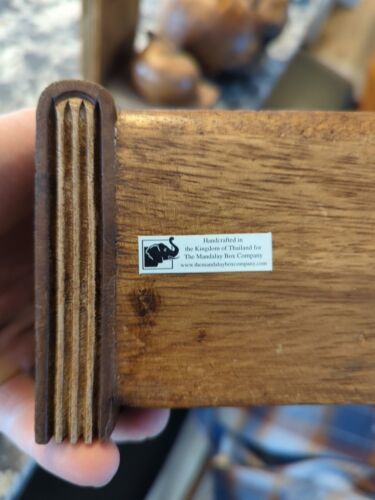 Handcrafted in
the Kingdom of Thailand for
The Mandalay Box Company
www.themandalayboxcompany.com